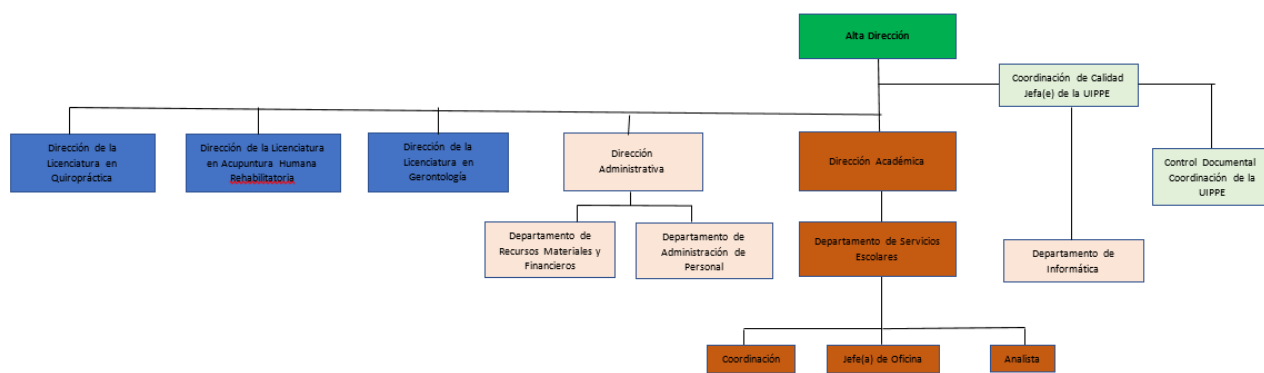 Alta Dirección
Coordinación de Calidad
Jefa(e) de la UIPPE
Dirección de la
Licenciatura en
Quiropráctica
Dirección de la Licenciatura
en Acupuntura Humana
Rehabilitatoria
Dirección de la
Licenciatura en
Gerontología
Dirección
Administrativa
Dirección Académica
Control Documental
Coordinación de la
UIPPE
Departamento de
Recursos Materiales y
Financieros
Departamento de
Administración de
Personal
Departamento de Servicios
Escolares
Departamento de
Informática
Coordinación
Jefe(a) de Oficina
Analista